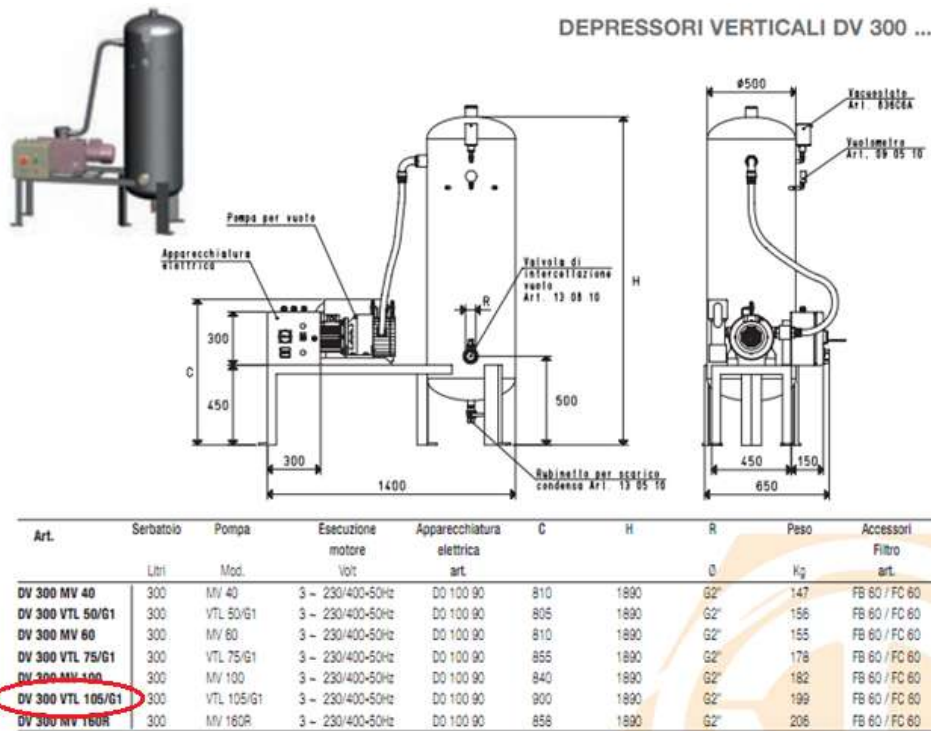 DEPRESSORI VERTICALI DV 300 ...
ø500
Vacuostato
Art. 83606A
Vuotometro
Art. 09 05 10
Pompa per vuoto
Apparecchiatura
elettrica
Valvola di
intercettazione
vuoto
Art. 13 08 10
R
H
300
C
450
500
300
1400
Rubinetto per scarico
condensa Art. 13 05 10
450
150
650
Art. Serbatoio Pompa Esecuzione Apparecchiatura C H R Peso Accessori
motore elettrica Filtro
Litri Mod. Volt art. Ø Kg art.
DV 300 MV 40 300 MV 40 3 ~ 230/400-50Hz D0 100 90 810 1890 G2" 147 FB 60 / FC 60
DV 300 VTL 50/G1 300 VTL 50/G1 3 ~ 230/400-50Hz D0 100 90 805 1890 G2" 156 FB 60 / FC 60
DV 300 MV 60 300 MV 60 3 ~ 230/400-50Hz D0 100 90 810 1890 G2" 155 FB 60 / FC 60
DV 300 VTL 75/G1 300 VTL 75/G1 3 ~ 230/400-50Hz D0 100 90 855 1890 G2" 178 FB 60 / FC 60
DV 300 MV 100 300 MV 100 3 ~ 230/400-50Hz D0 100 90 840 1890 G2" 182 FB 60 / FC 60
DV 300 VTL 105/G1 300 VTL 105/G1 3 ~ 230/400-50Hz D0 100 90 900 1890 G2" 199 FB 60 / FC 60
DV 300 MV 160R 300 MV 160R 3 ~ 230/400-50Hz D0 100 90 858 1890 G2" 206 FB 60 / FC 60